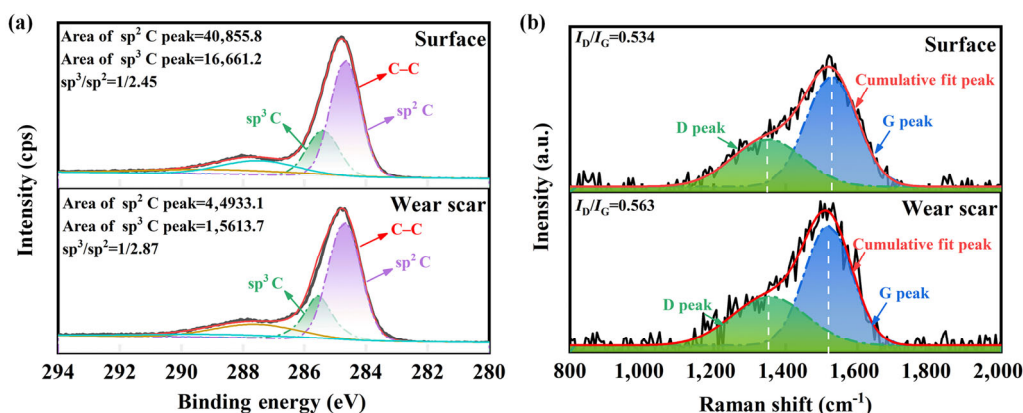 (a)
Area of sp² C peak=40,855.8
Area of sp³ C peak=16,661.2
sp³/sp²=1/2.45
Surface
C–C
sp³ C
sp² C
Area of sp² C peak=4,4933.1
Area of sp³ C peak=1,5613.7
sp³/sp²=1/2.87
Wear scar
C–C
sp³ C
sp² C
Intensity (cps)
294 292 290 288 286 284 282 280
Binding energy (eV)
(b)
I_D/I_G=0.534
Surface
Cumulative fit peak
D peak
G peak
I_D/I_G=0.563
Wear scar
Cumulative fit peak
D peak
G peak
Inensity (a.u.)
800 1,000 1,200 1,400 1,600 1,800 2,000
Raman shift (cm⁻¹)